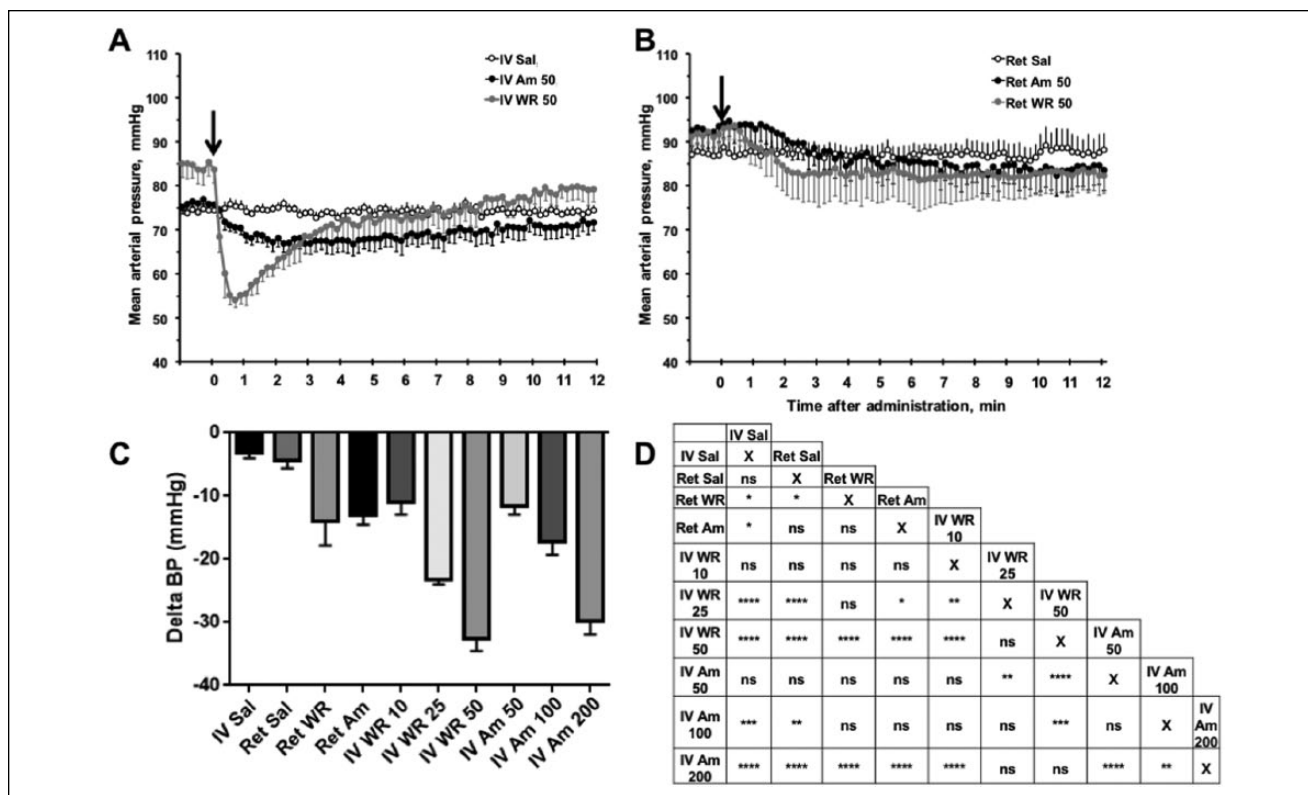 A
IV Sal
IV Am 50
IV WR 50
Mean arterial pressure, mmHg
110
100
90
80
70
60
50
40
0 1 2 3 4 5 6 7 8 9 10 11 12
B
Ret Sal
Ret Am 50
Ret WR 50
Mean arterial pressure, mmHg
110
100
90
80
70
60
50
40
0 1 2 3 4 5 6 7 8 9 10 11 12
Time after administration, min
C
Delta BP (mmHg)
0
-10
-20
-30
-40
IV Sal
Ret Sal
Ret WR
Ret Am
IV WR 10
IV WR 25
IV WR 50
IV Am 50
IV Am 100
IV Am 200
D
IV Sal
IV Sal X Ret Sal
Ret Sal ns X Ret WR
Ret WR * * X Ret Am
Ret Am * ns ns X IV WR 10
IV WR 10 ns ns ns ns X IV WR 25
IV WR 25 **** **** ns * ** X IV WR 50
IV WR 50 **** **** **** **** **** ns X IV Am 50
IV Am 50 ns ns ns ns ns ** **** X IV Am 100
IV Am 100 *** ** ns ns ns ns *** ns X IV Am 200
IV Am 200 **** **** **** **** **** ns ns **** ** X